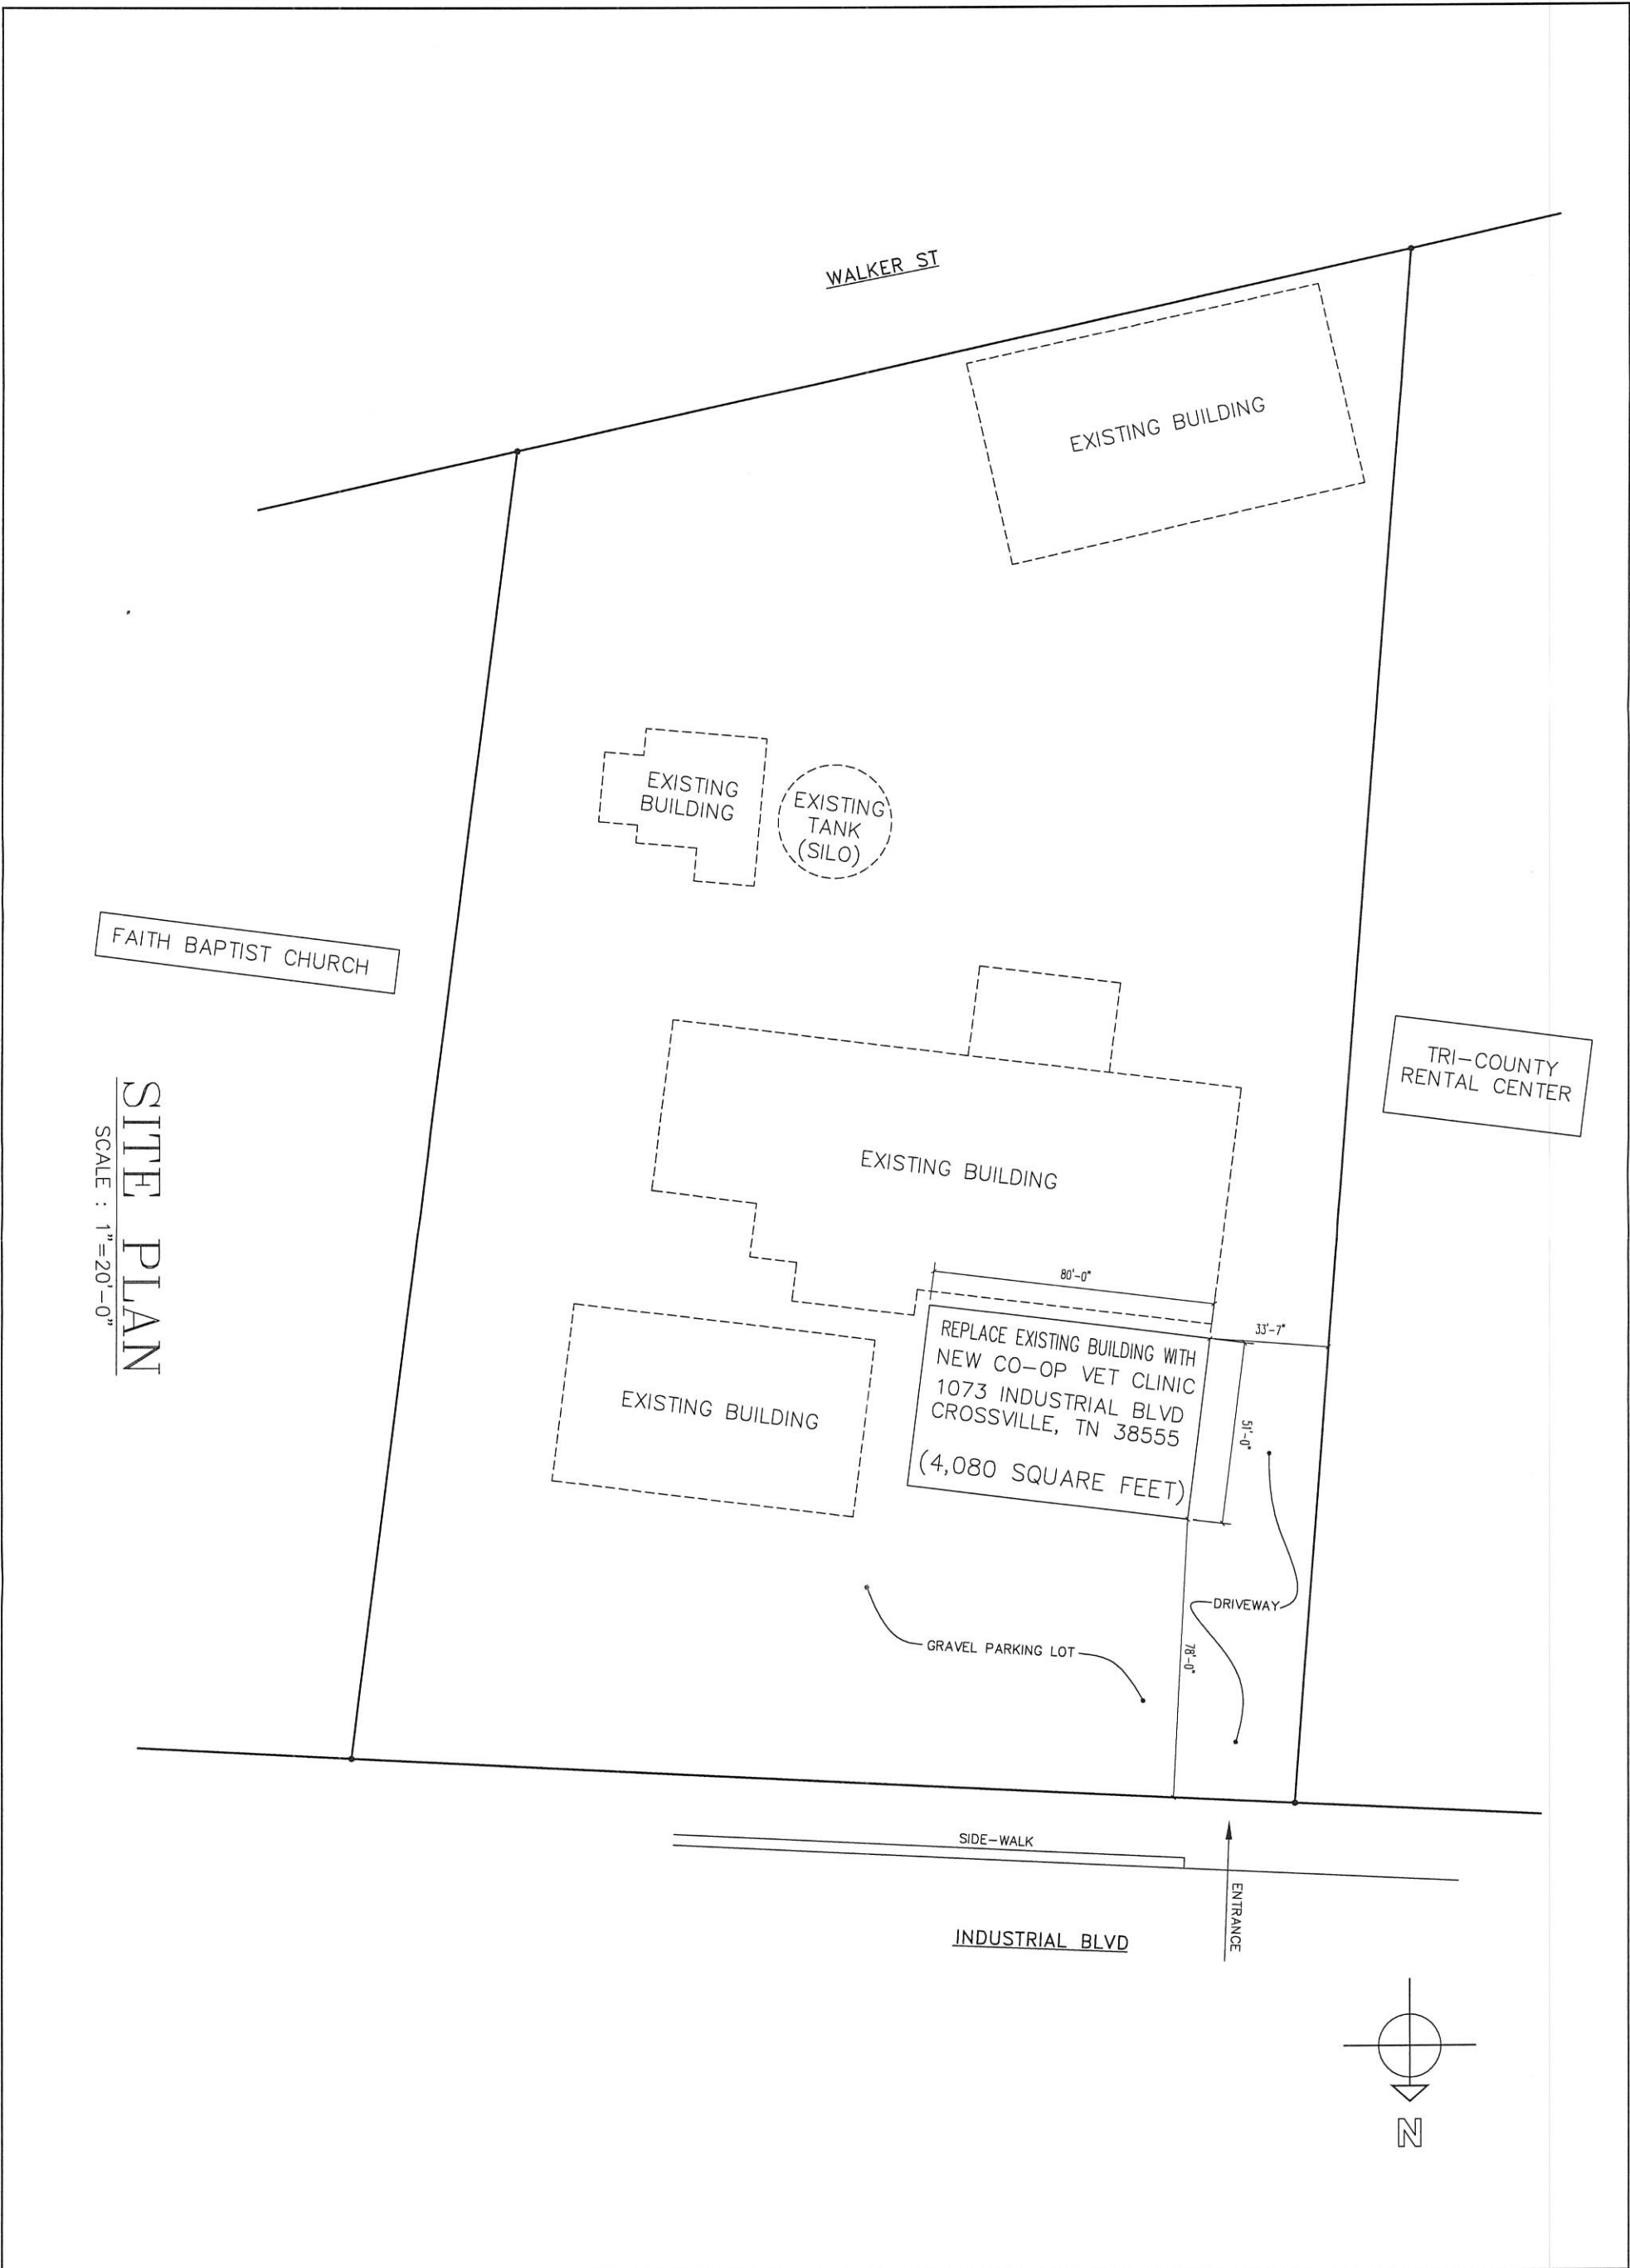 WALKER ST
EXISTING BUILDING
EXISTING
BUILDING
EXISTING
TANK
(SILO)
FAITH BAPTIST CHURCH
TRI-COUNTY
RENTAL CENTER
EXISTING BUILDING
80'-0"
33'-7"
REPLACE EXISTING BUILDING WITH
NEW CO-OP VET CLINIC
1073 INDUSTRIAL BLVD
CROSSVILLE, TN 38555
(4,080 SQUARE FEET)
51'-0"
EXISTING BUILDING
DRIVEWAY
GRAVEL PARKING LOT
78'-0"
SITE PLAN
SCALE : 1"=20'-0"
SIDE-WALK
ENTRANCE
INDUSTRIAL BLVD
N